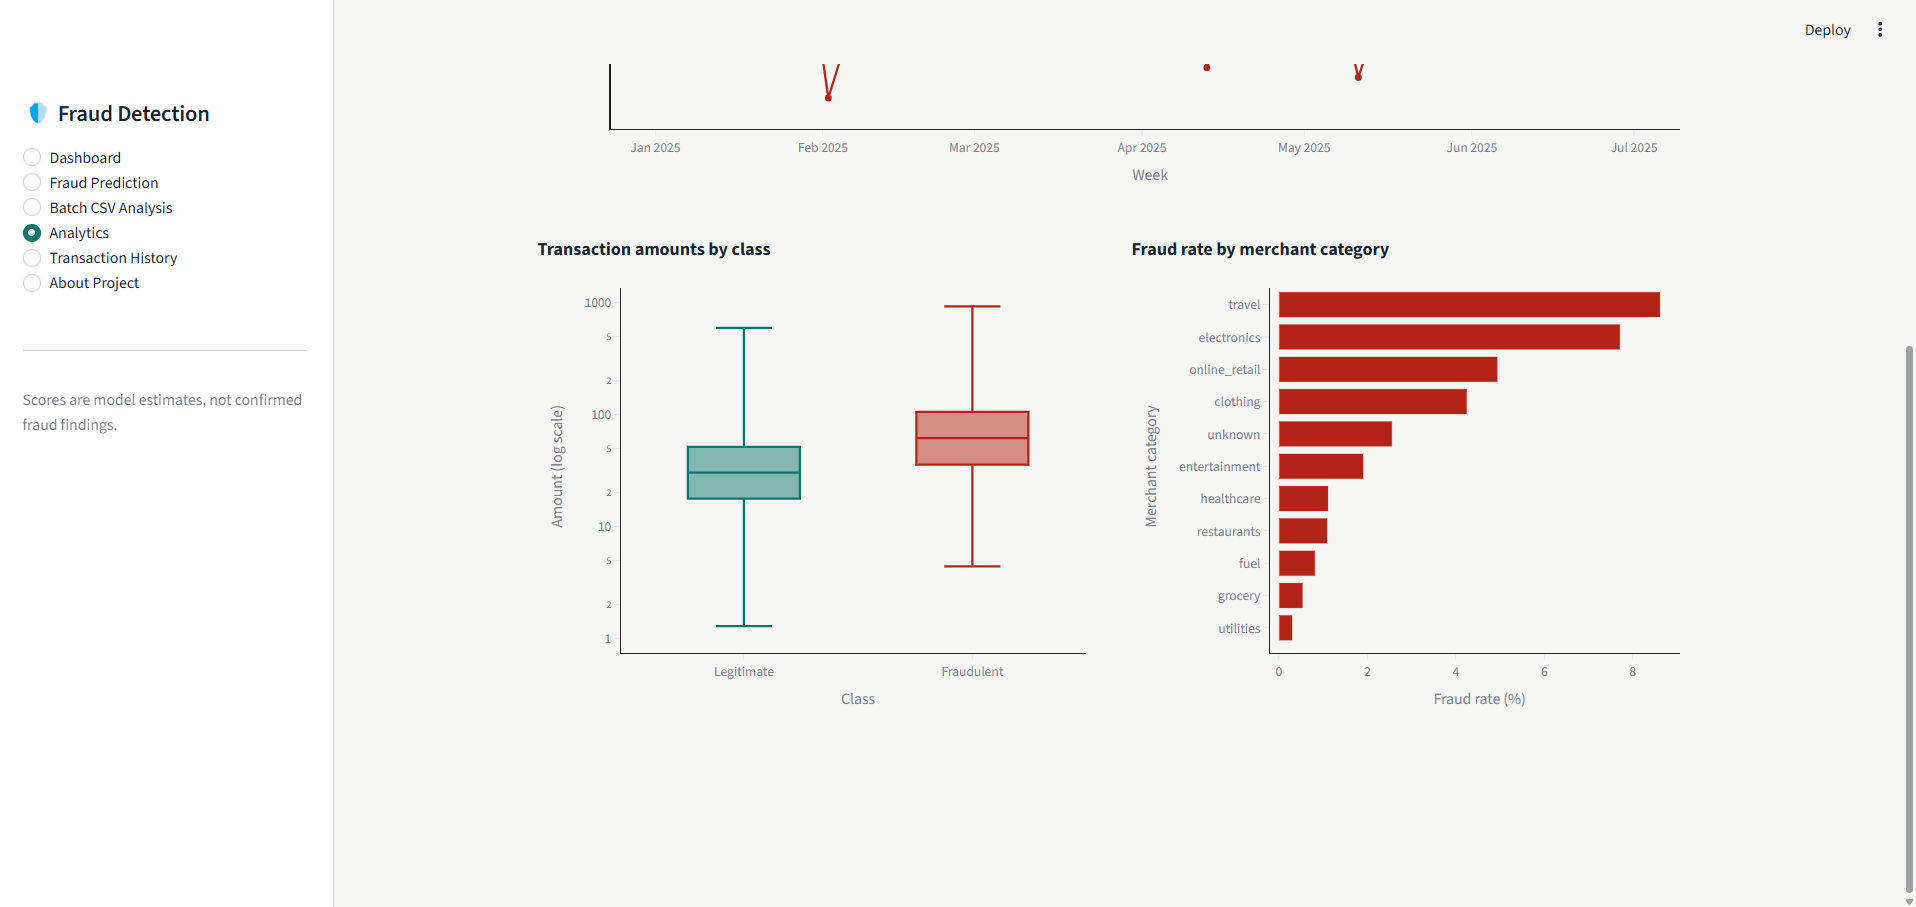 Deploy
Fraud Detection
Dashboard
Fraud Prediction
Batch CSV Analysis
Analytics
Transaction History
About Project
Scores are model estimates, not confirmed
fraud findings.
Jan 2025 Feb 2025 Mar 2025 Apr 2025 May 2025 Jun 2025 Jul 2025
Week
Transaction amounts by class
Amount (log scale)
1000
5
2
100
5
2
10
5
2
1
Legitimate Fraudulent
Class
Fraud rate by merchant category
Merchant category
travel
electronics
online_retail
clothing
unknown
entertainment
healthcare
restaurants
fuel
grocery
utilities
0 2 4 6 8
Fraud rate (%)